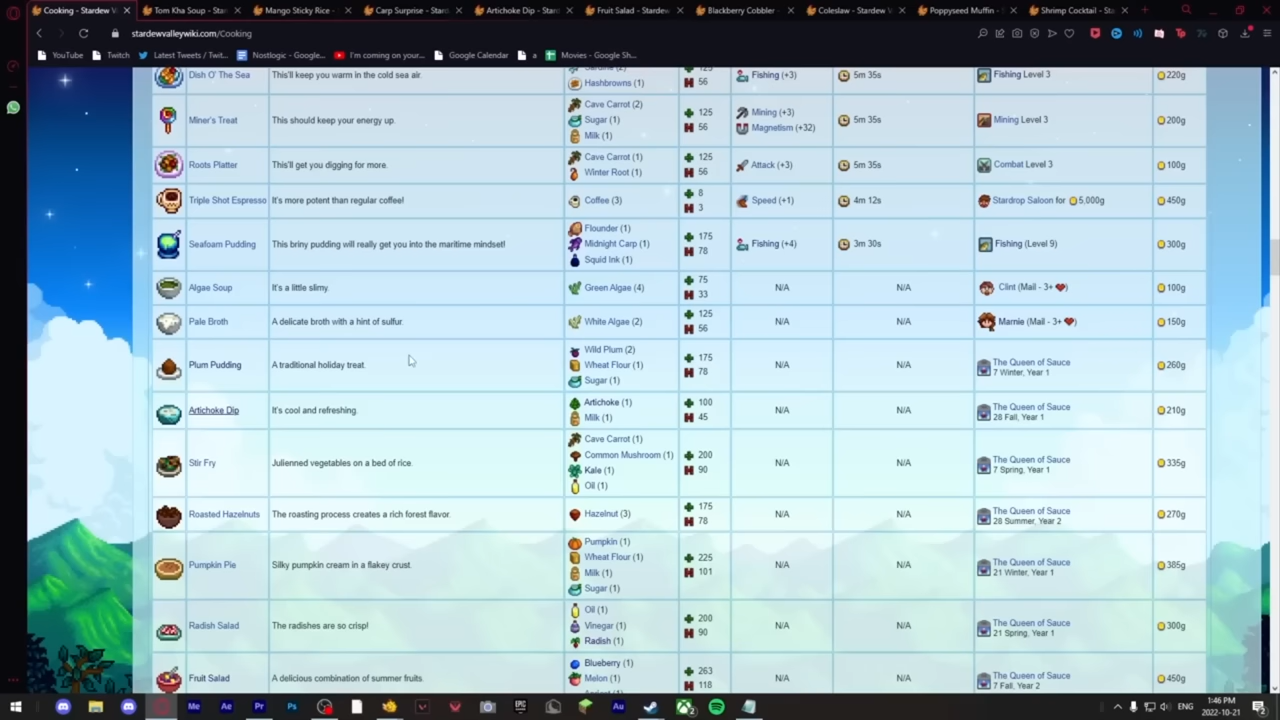 Cooking - Stardew V
Tom Kha Soup - Sta
Mango Sticky Rice -
Carp Surprise - Star
Artichoke Dip - Stard
Fruit Salad - Stardew
Blackberry Cobbler
Coleslaw - Stardew V
Poppyseed Muffin -
Shrimp Cocktail - Sta
stardewvalleywiki.com/Cooking
YouTube
Twitch
Latest Tweets / Twit...
Nostlogic - Google...
I'm coming on your...
Google Calendar
a
Movies - Google Sh...
Dish O' The Sea
This'll keep you warm in the cold sea air.
Sardine (2)
Hashbrowns (1)
56
Fishing (+3)
5m 35s
Fishing Level 3
220g
Miner's Treat
This should keep your energy up.
Cave Carrot (2)
Sugar (1)
Milk (1)
125
56
Mining (+3)
Magnetism (+32)
5m 35s
Mining Level 3
200g
Roots Platter
This'll get you digging for more.
Cave Carrot (1)
Winter Root (1)
125
56
Attack (+3)
5m 35s
Combat Level 3
100g
Triple Shot Espresso
It's more potent than regular coffee!
Coffee (3)
8
3
Speed (+1)
4m 12s
Stardrop Saloon for 5,000g
450g
Seafoam Pudding
This briny pudding will really get you into the maritime mindset!
Flounder (1)
Midnight Carp (1)
Squid Ink (1)
175
78
Fishing (+4)
3m 30s
Fishing (Level 9)
300g
Algae Soup
It's a little slimy.
Green Algae (4)
75
33
N/A
N/A
Clint (Mail - 3+ )
100g
Pale Broth
A delicate broth with a hint of sulfur.
White Algae (2)
125
56
N/A
N/A
Marnie (Mail - 3+ )
150g
Plum Pudding
A traditional holiday treat.
Wild Plum (2)
Wheat Flour (1)
Sugar (1)
175
78
N/A
N/A
The Queen of Sauce
7 Winter, Year 1
260g
Artichoke Dip
It's cool and refreshing.
Artichoke (1)
Milk (1)
100
45
N/A
N/A
The Queen of Sauce
28 Fall, Year 1
210g
Stir Fry
Julienned vegetables on a bed of rice.
Cave Carrot (1)
Common Mushroom (1)
Kale (1)
Oil (1)
200
90
N/A
N/A
The Queen of Sauce
7 Spring, Year 1
335g
Roasted Hazelnuts
The roasting process creates a rich forest flavor.
Hazelnut (3)
175
78
N/A
N/A
The Queen of Sauce
28 Summer, Year 2
270g
Pumpkin Pie
Silky pumpkin cream in a flakey crust.
Pumpkin (1)
Wheat Flour (1)
Milk (1)
Sugar (1)
225
101
N/A
N/A
The Queen of Sauce
21 Winter, Year 1
385g
Radish Salad
The radishes are so crisp!
Oil (1)
Vinegar (1)
Radish (1)
200
90
N/A
N/A
The Queen of Sauce
21 Spring, Year 1
300g
Fruit Salad
A delicious combination of summer fruits.
Blueberry (1)
Melon (1)
Apricot (1)
263
118
N/A
N/A
The Queen of Sauce
7 Fall, Year 2
450g
Me
Ae
Pr
Ps
EPIC
Au
1:46 PM
2022-10-21